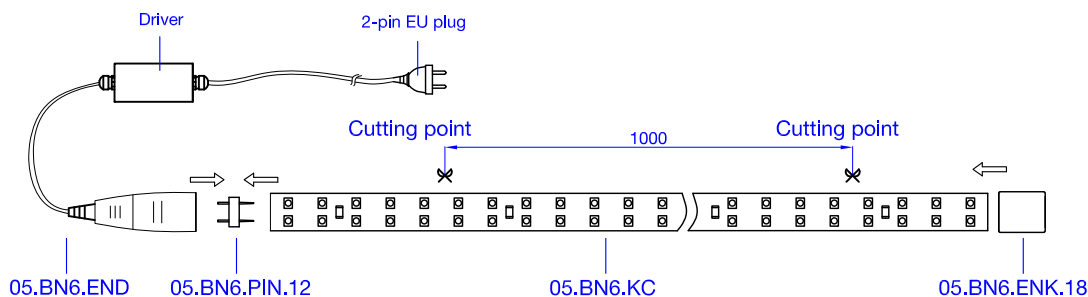 Driver
2-pin EU plug
Cutting point
1000
Cutting point
05.BN6.END
05.BN6.PIN.12
05.BN6.KC
05.BN6.ENK.18